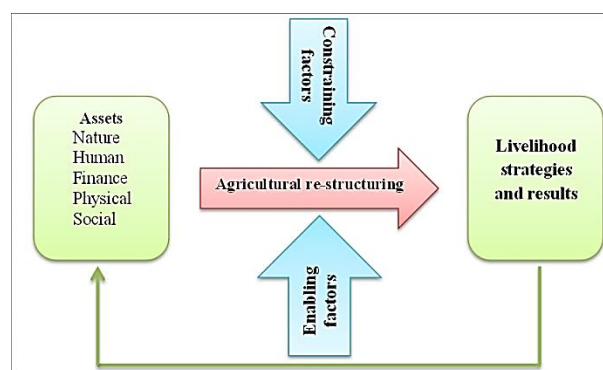 Constraining
factors
Assets
Nature
Human
Finance
Physical
Social
Agricultural re-structuring
Livelihood
strategies
and results
Enabling
factors